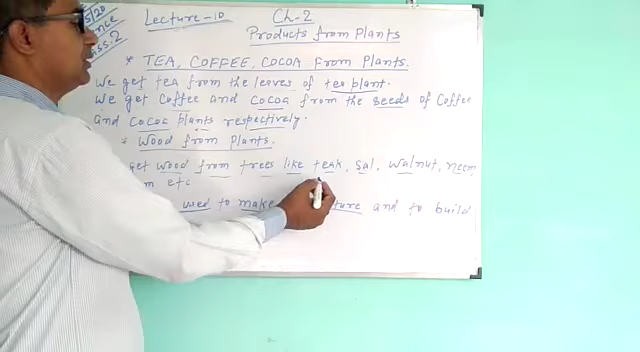 5/20
Lecture-10 Ch-2
Products from Plants
* TEA, COFFEE, COCOA From Plants.
We get tea from the leaves of tea plant.
We get Coffee and cocoa from the seeds of Coffee
and cocoa plants respectively.
* Wood from Plants.
get wood from trees like teak, Sal, Walnut, neem
etc
used to make and to build